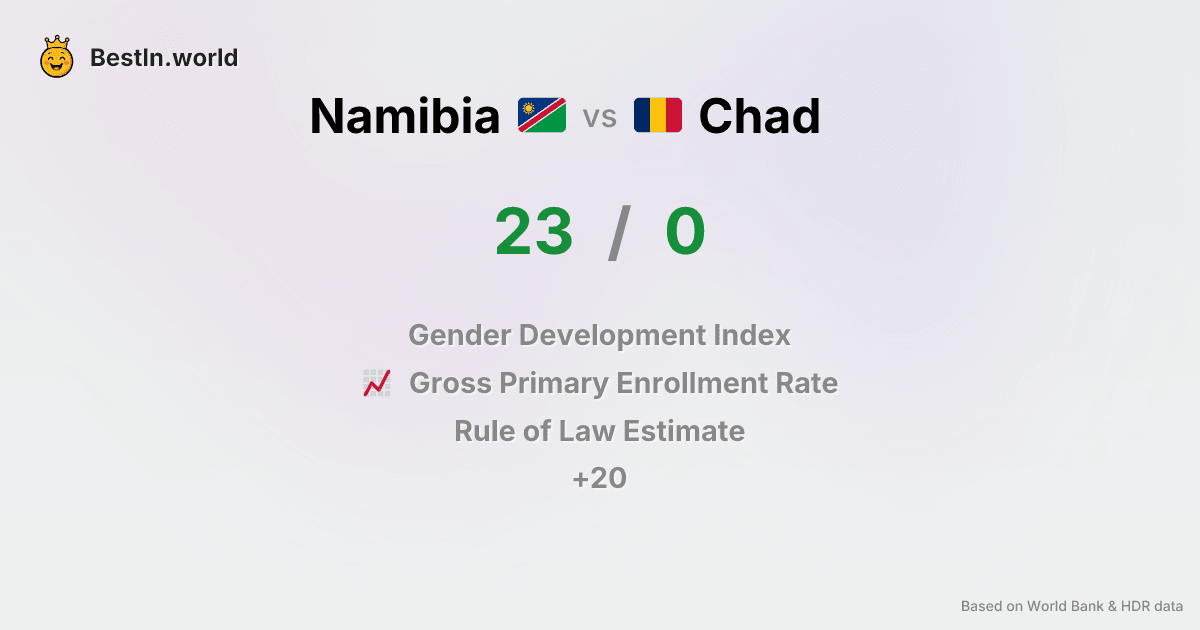 BestIn.world
Namibia vs Chad
23 / 0
Gender Development Index
Gross Primary Enrollment Rate
Rule of Law Estimate
+20
Based on World Bank & HDR data